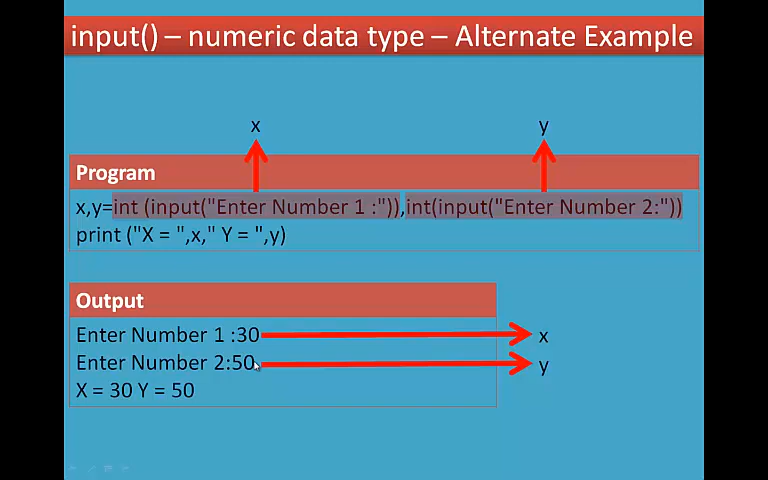 input() – numeric data type – Alternate Example
x y
Program
x,y=int (input("Enter Number 1 :")),int(input("Enter Number 2:"))
print ("X = ",x," Y = ",y)
Output
Enter Number 1 :30 x
Enter Number 2:50 y
X = 30 Y = 50